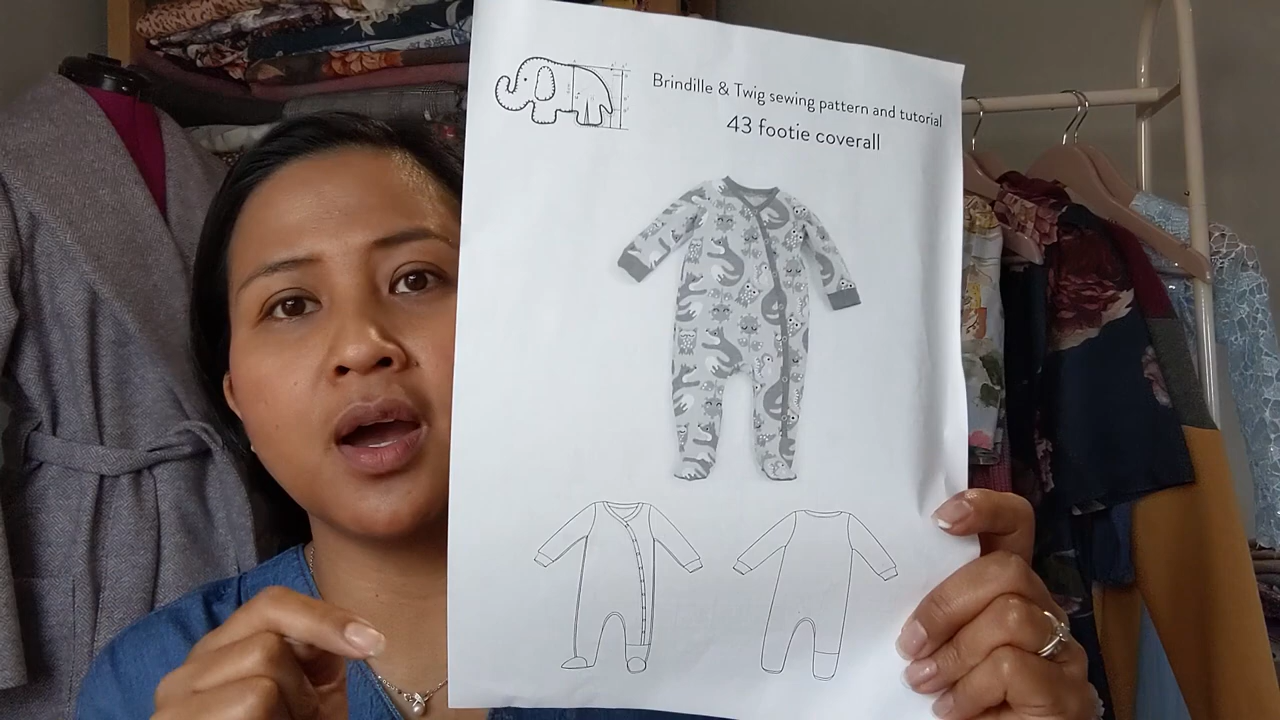 Brindille & Twig sewing pattern and tutorial
43 footie coverall